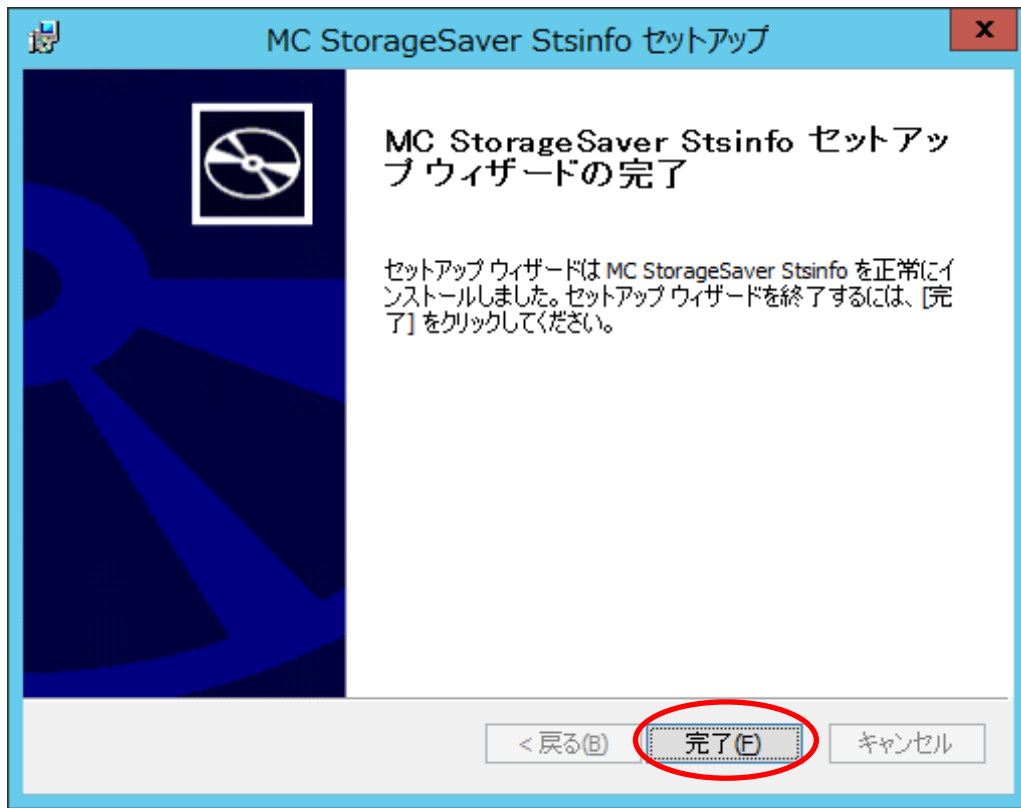 MC StorageSaver Stsinfo セットアップ
x
MC StorageSaver Stsinfo セットアッ
プ ウィザードの完了
セットアップ ウィザードは MC StorageSaver Stsinfo を正常にイ
ンストールしました。セットアップ ウィザードを終了するには、[完
了] をクリックしてください。
< 戻る(B)
完了(F)
キャンセル